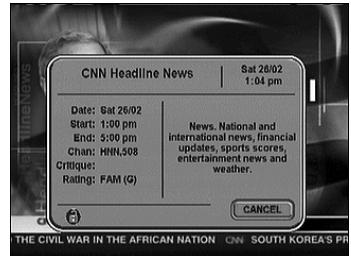 CNN Headline News
Sat 26/02
1:04 pm
Date: Sat 26/02
Start: 1:00 pm
End: 5:00 pm
Chan: HNN,508
Critique:
Rating: FAM (G)
News. National and
international news, financial
updates, sports scores,
entertainment news and
weather.
CANCEL
THE CIVIL WAR IN THE AFRICAN NATION CNN SOUTH KOREA'S PR